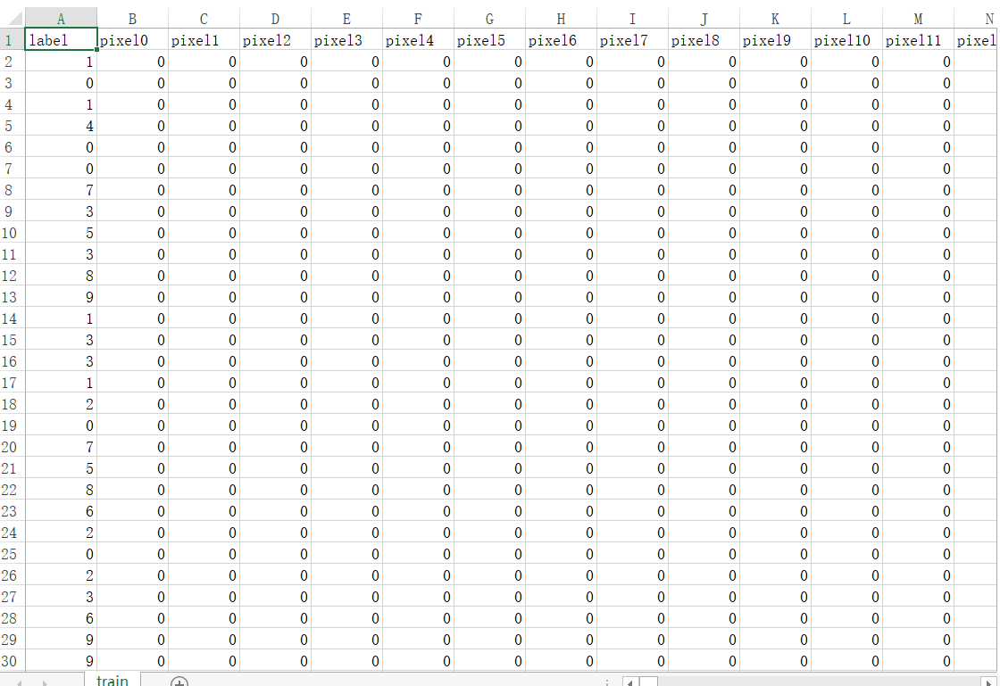 A B C D E F G H I J K L M N
1 label pixel0 pixel1 pixel2 pixel3 pixel4 pixel5 pixel6 pixel7 pixel8 pixel9 pixel10 pixel11 pixel
2 1 0 0 0 0 0 0 0 0 0 0 0 0
3 0 0 0 0 0 0 0 0 0 0 0 0 0
4 1 0 0 0 0 0 0 0 0 0 0 0 0
5 4 0 0 0 0 0 0 0 0 0 0 0 0
6 0 0 0 0 0 0 0 0 0 0 0 0 0
7 0 0 0 0 0 0 0 0 0 0 0 0 0
8 7 0 0 0 0 0 0 0 0 0 0 0 0
9 3 0 0 0 0 0 0 0 0 0 0 0 0
10 5 0 0 0 0 0 0 0 0 0 0 0 0
11 3 0 0 0 0 0 0 0 0 0 0 0 0
12 8 0 0 0 0 0 0 0 0 0 0 0 0
13 9 0 0 0 0 0 0 0 0 0 0 0 0
14 1 0 0 0 0 0 0 0 0 0 0 0 0
15 3 0 0 0 0 0 0 0 0 0 0 0 0
16 3 0 0 0 0 0 0 0 0 0 0 0 0
17 1 0 0 0 0 0 0 0 0 0 0 0 0
18 2 0 0 0 0 0 0 0 0 0 0 0 0
19 0 0 0 0 0 0 0 0 0 0 0 0 0
20 7 0 0 0 0 0 0 0 0 0 0 0 0
21 5 0 0 0 0 0 0 0 0 0 0 0 0
22 8 0 0 0 0 0 0 0 0 0 0 0 0
23 6 0 0 0 0 0 0 0 0 0 0 0 0
24 2 0 0 0 0 0 0 0 0 0 0 0 0
25 0 0 0 0 0 0 0 0 0 0 0 0 0
26 2 0 0 0 0 0 0 0 0 0 0 0 0
27 3 0 0 0 0 0 0 0 0 0 0 0 0
28 6 0 0 0 0 0 0 0 0 0 0 0 0
29 9 0 0 0 0 0 0 0 0 0 0 0 0
30 9 0 0 0 0 0 0 0 0 0 0 0 0
train